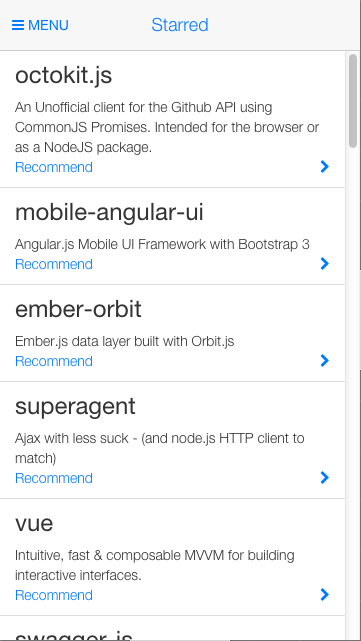 MENU
Starred
octokit.js
An Unofficial client for the Github API using
CommonJS Promises. Intended for the browser or
as a NodeJS package.
Recommend
mobile-angular-ui
Angular.js Mobile UI Framework with Bootstrap 3
Recommend
ember-orbit
Ember.js data layer built with Orbit.js
Recommend
superagent
Ajax with less suck - (and node.js HTTP client to
match)
Recommend
vue
Intuitive, fast & composable MVVM for building
interactive interfaces.
Recommend
swagger-js